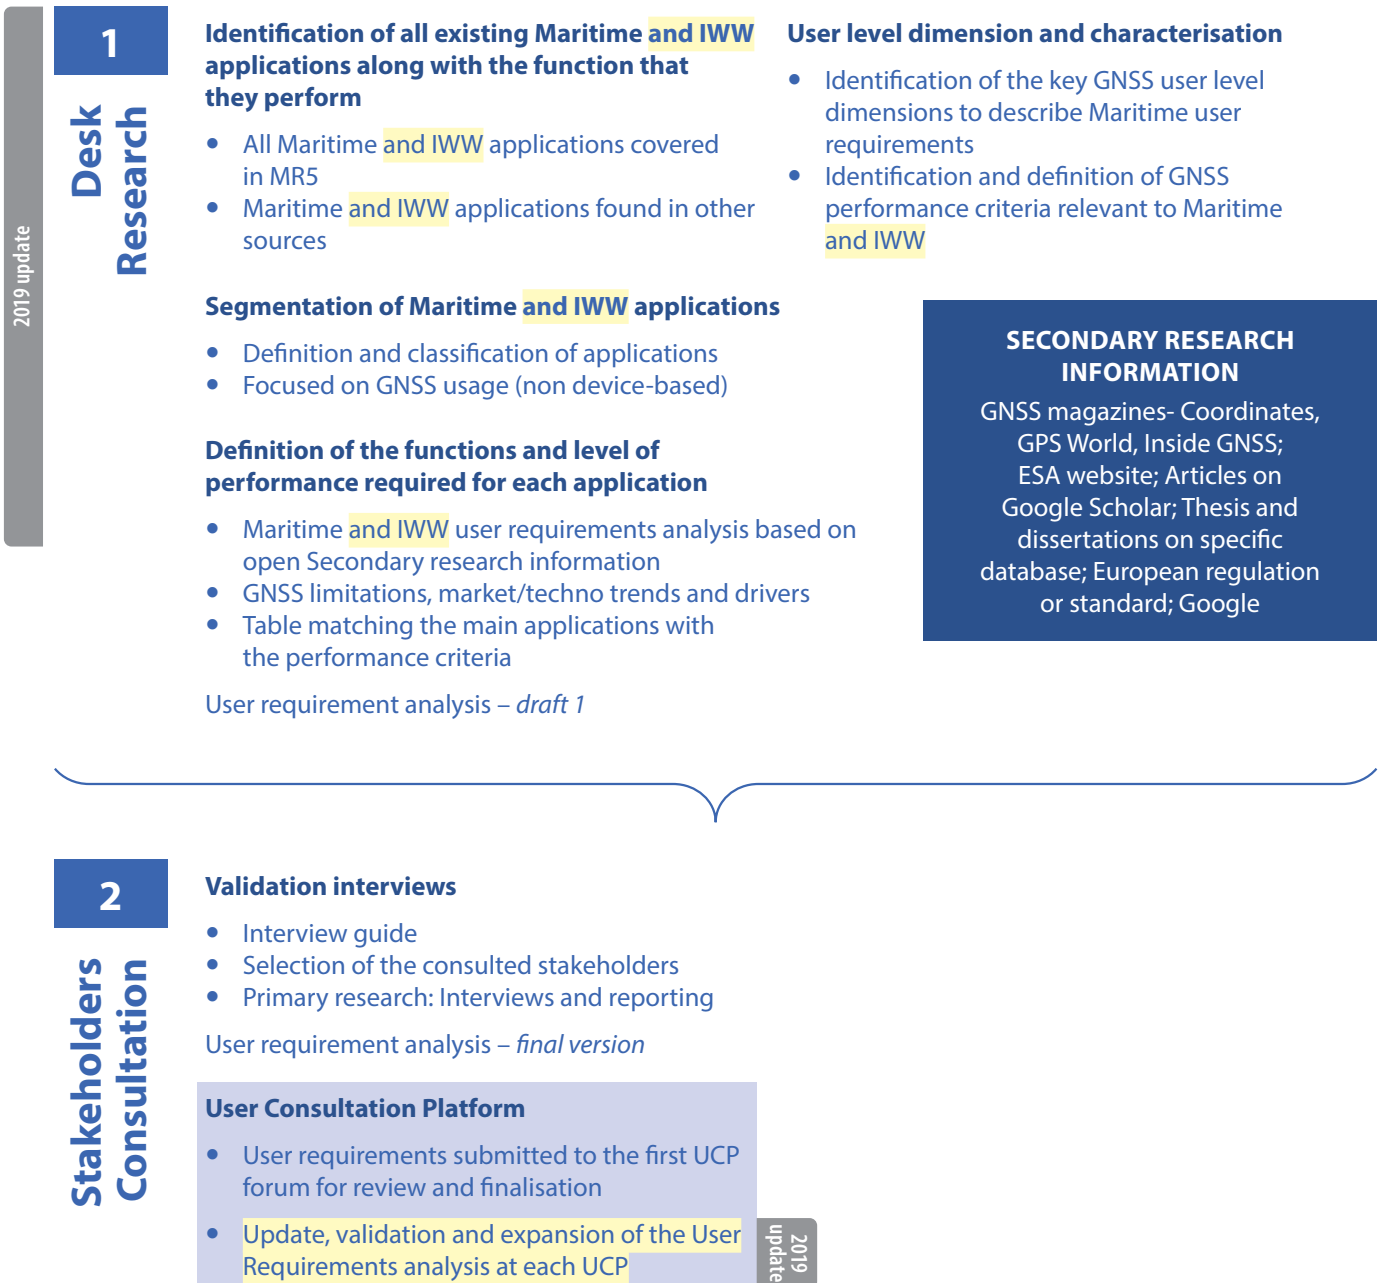 2019 update
1
Desk
Research
Identification of all existing Maritime and IWW
applications along with the function that
they perform
• All Maritime and IWW applications covered
in MR5
• Maritime and IWW applications found in other
sources
User level dimension and characterisation
• Identification of the key GNSS user level
dimensions to describe Maritime user
requirements
• Identification and definition of GNSS
performance criteria relevant to Maritime
and IWW
Segmentation of Maritime and IWW applications
• Definition and classification of applications
• Focused on GNSS usage (non device-based)
Definition of the functions and level of
performance required for each application
• Maritime and IWW user requirements analysis based on
open Secondary research information
• GNSS limitations, market/techno trends and drivers
• Table matching the main applications with
the performance criteria
User requirement analysis – draft 1
SECONDARY RESEARCH
INFORMATION
GNSS magazines- Coordinates,
GPS World, Inside GNSS;
ESA website; Articles on
Google Scholar; Thesis and
dissertations on specific
database; European regulation
or standard; Google
2
Stakeholders
Consultation
Validation interviews
• Interview guide
• Selection of the consulted stakeholders
• Primary research: Interviews and reporting
User requirement analysis – final version
User Consultation Platform
• User requirements submitted to the first UCP
forum for review and finalisation
• Update, validation and expansion of the User
Requirements analysis at each UCP
2019
update